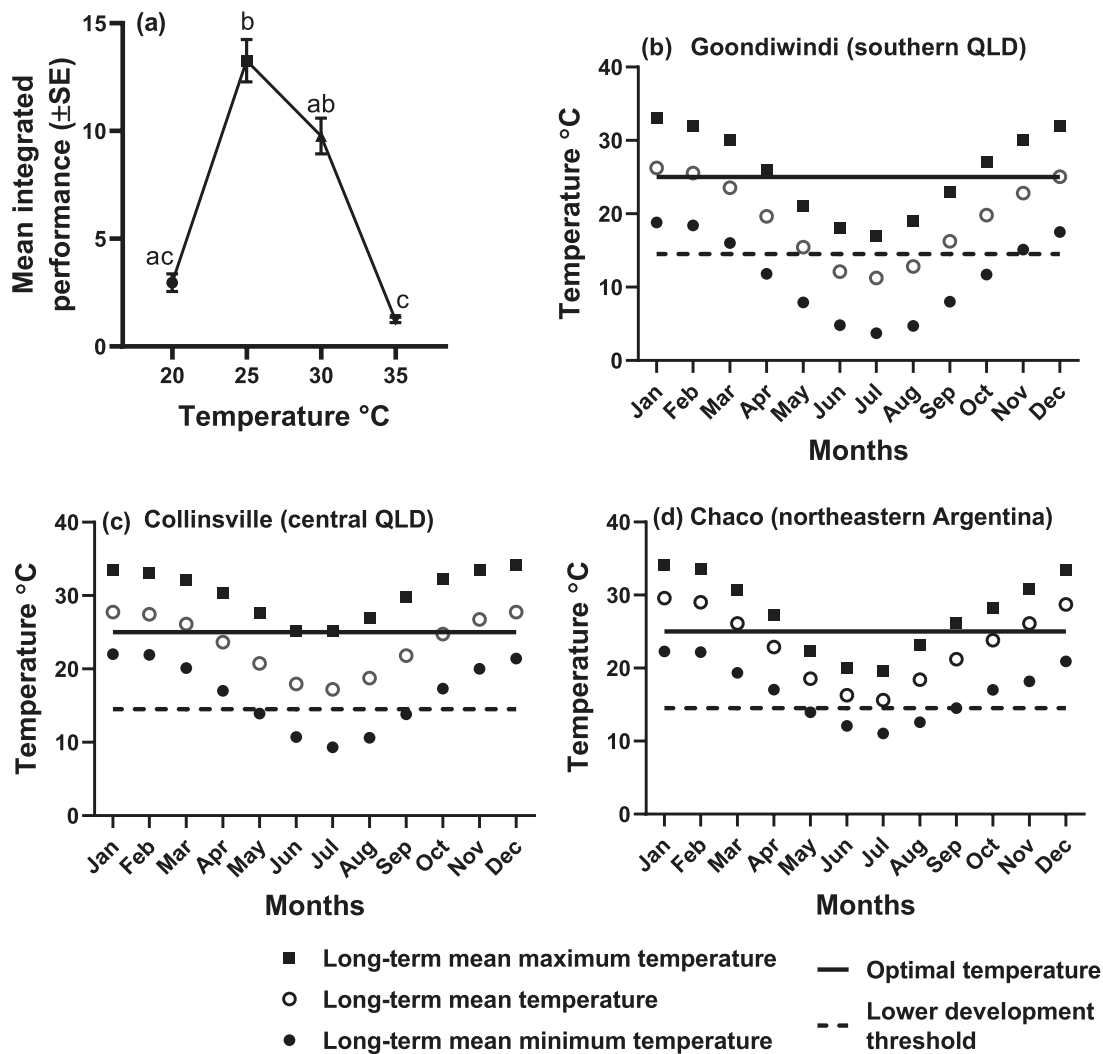 (a)
15
10
5
0
Mean integrated
performance (±SE)
ac
b
ab
c
20 25 30 35
Temperature °C
(b) Goondiwindi (southern QLD)
40
30
20
10
0
Temperature °C
Jan Feb Mar Apr May Jun Jul Aug Sep Oct Nov Dec
Months
(c) Collinsville (central QLD)
40
30
20
10
0
Temperature °C
Jan Feb Mar Apr May Jun Jul Aug Sep Oct Nov Dec
Months
(d) Chaco (northeastern Argentina)
40
30
20
10
0
Temperature °C
Jan Feb Mar Apr May Jun Jul Aug Sep Oct Nov Dec
Months
Long-term mean maximum temperature
Long-term mean temperature
Long-term mean minimum temperature
Optimal temperature
Lower development
threshold